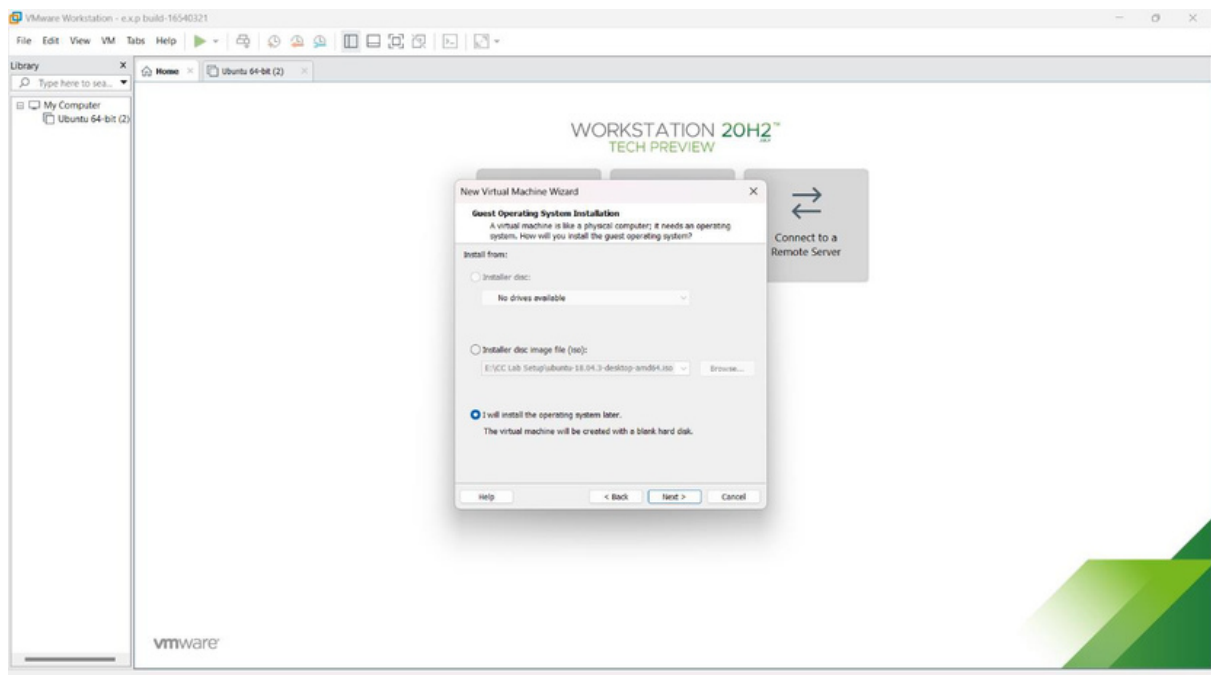 VMware Workstation - e.x.p build-16540321
File Edit View VM Tabs Help
Library
Type here to sea...
My Computer
Ubuntu 64-bit (2)
Home
Ubuntu 64-bit (2)
WORKSTATION 20H2™
TECH PREVIEW
Connect to a
Remote Server
New Virtual Machine Wizard
Guest Operating System Installation
A virtual machine is like a physical computer; it needs an operating
system. How will you install the guest operating system?
Install from:
Installer disc:
No drives available
Installer disc image file (iso):
E:\CC Lab Setup\ubuntu-18.04.3-desktop-amd64.iso
Browse...
I will install the operating system later.
The virtual machine will be created with a blank hard disk.
Help
< Back
Next >
Cancel
vmware